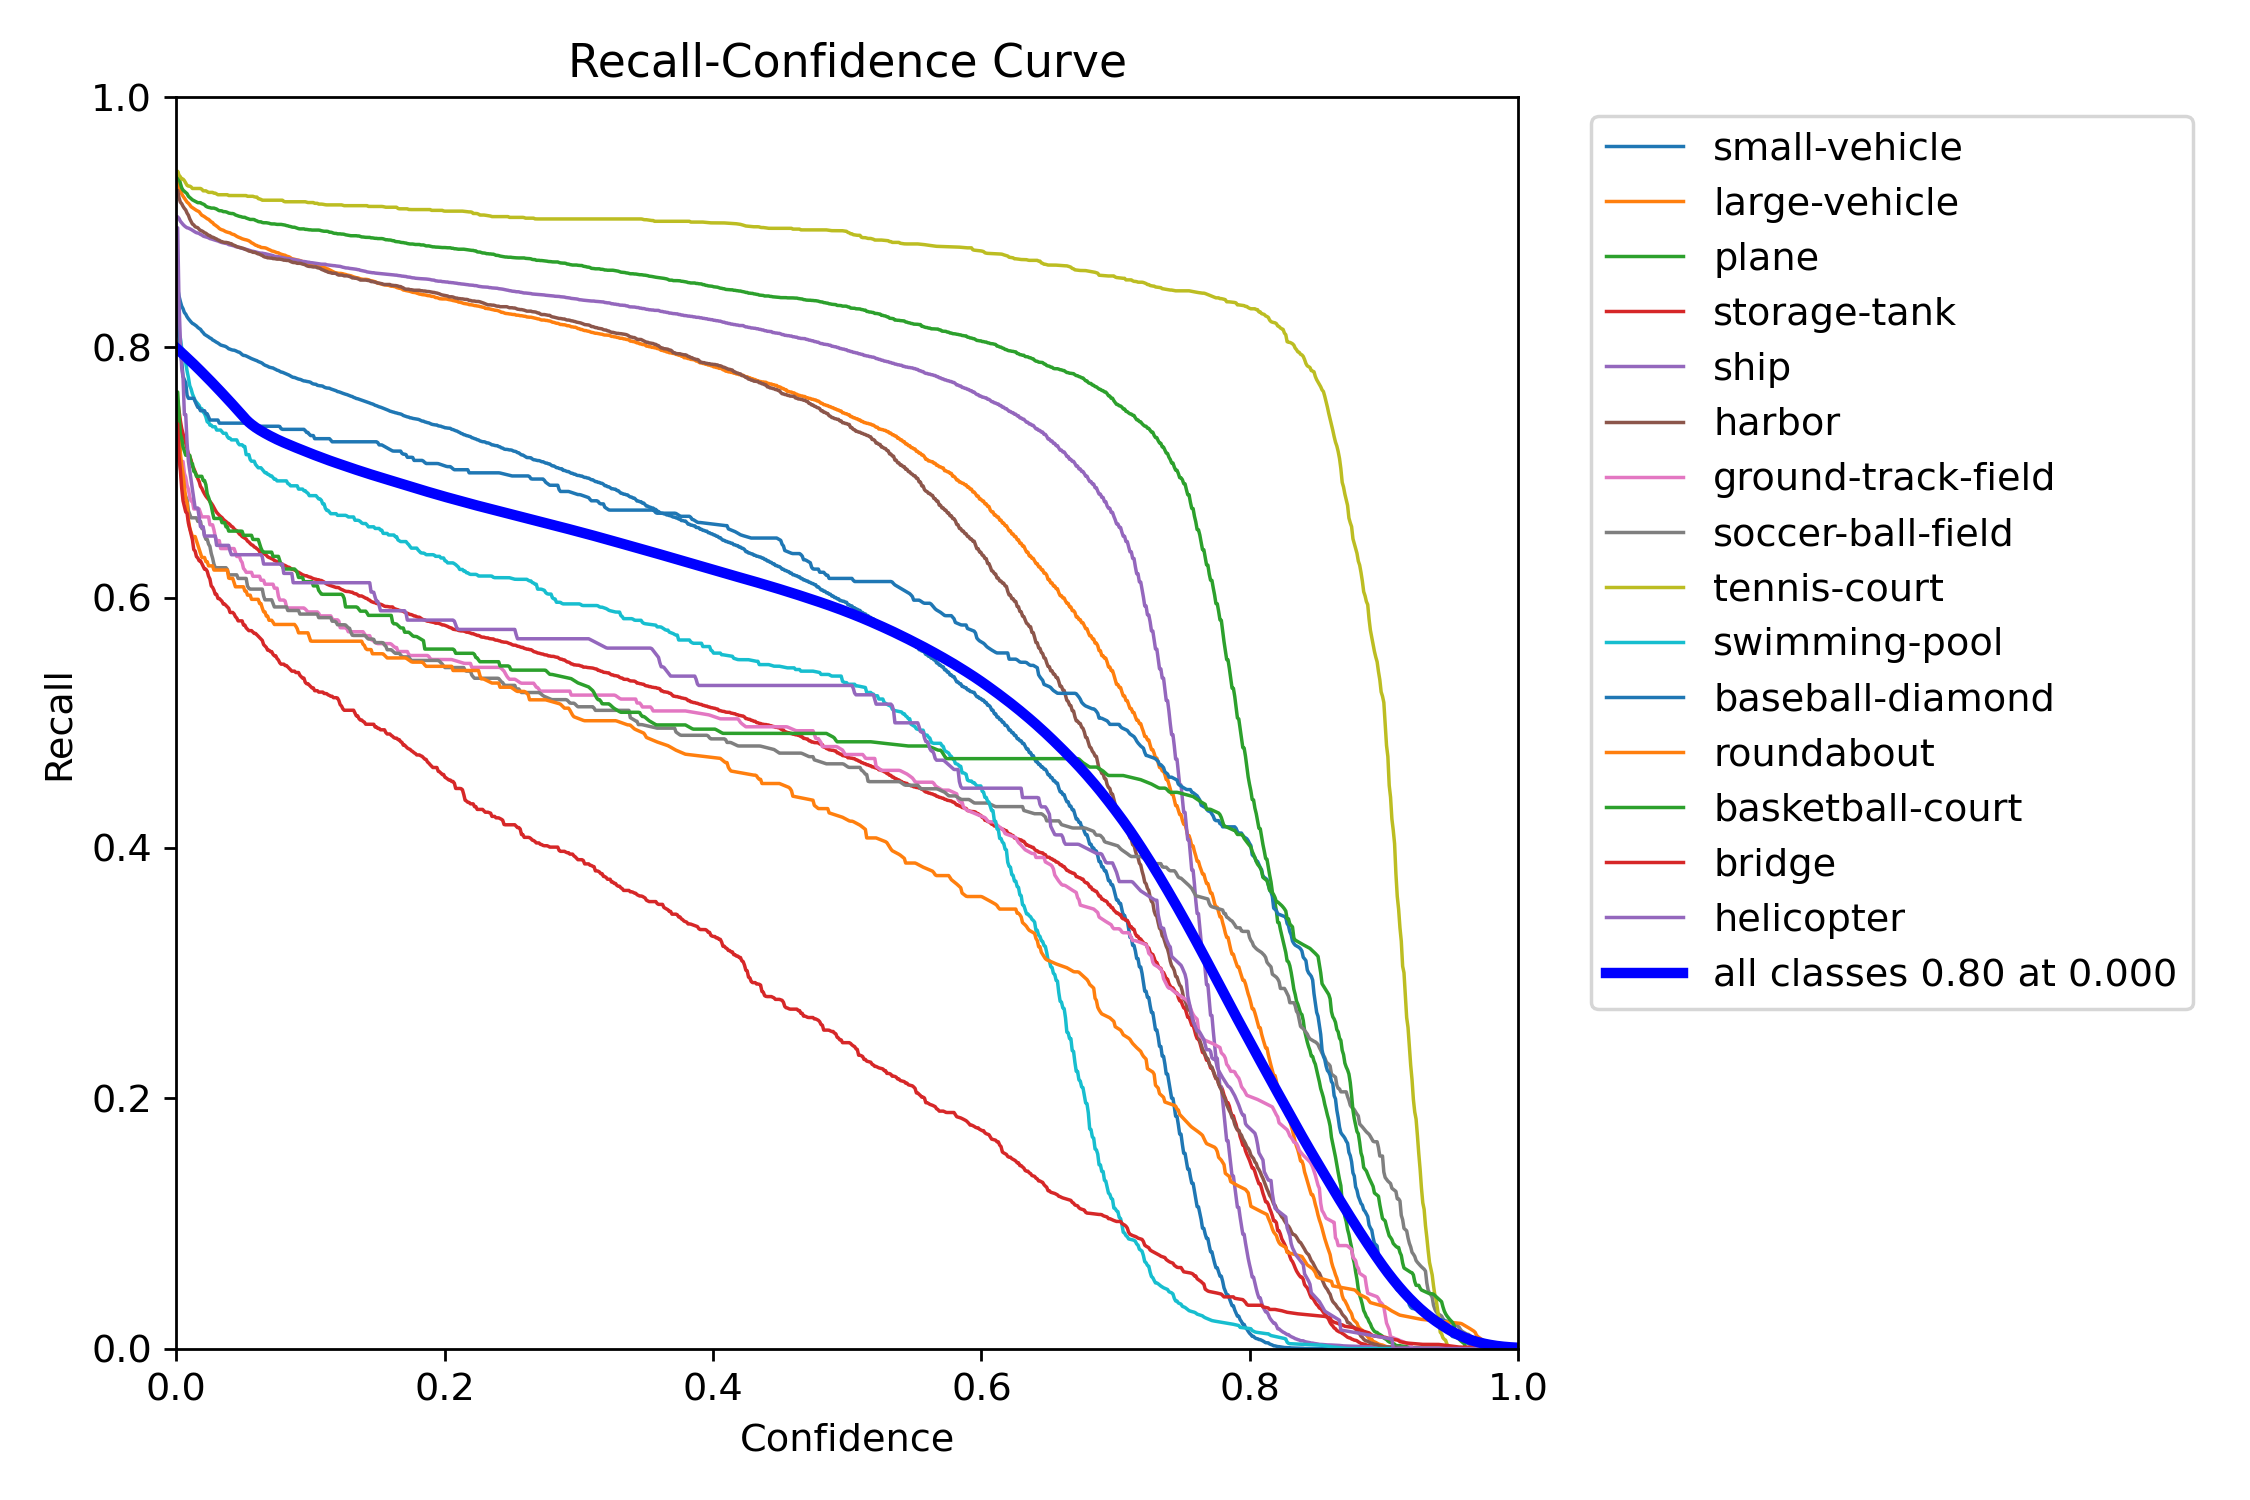 Recall-Confidence Curve
1.0
0.8
0.6
0.4
0.2
0.0
Recall
0.0 0.2 0.4 0.6 0.8 1.0
Confidence
small-vehicle
large-vehicle
plane
storage-tank
ship
harbor
ground-track-field
soccer-ball-field
tennis-court
swimming-pool
baseball-diamond
roundabout
basketball-court
bridge
helicopter
all classes 0.80 at 0.000